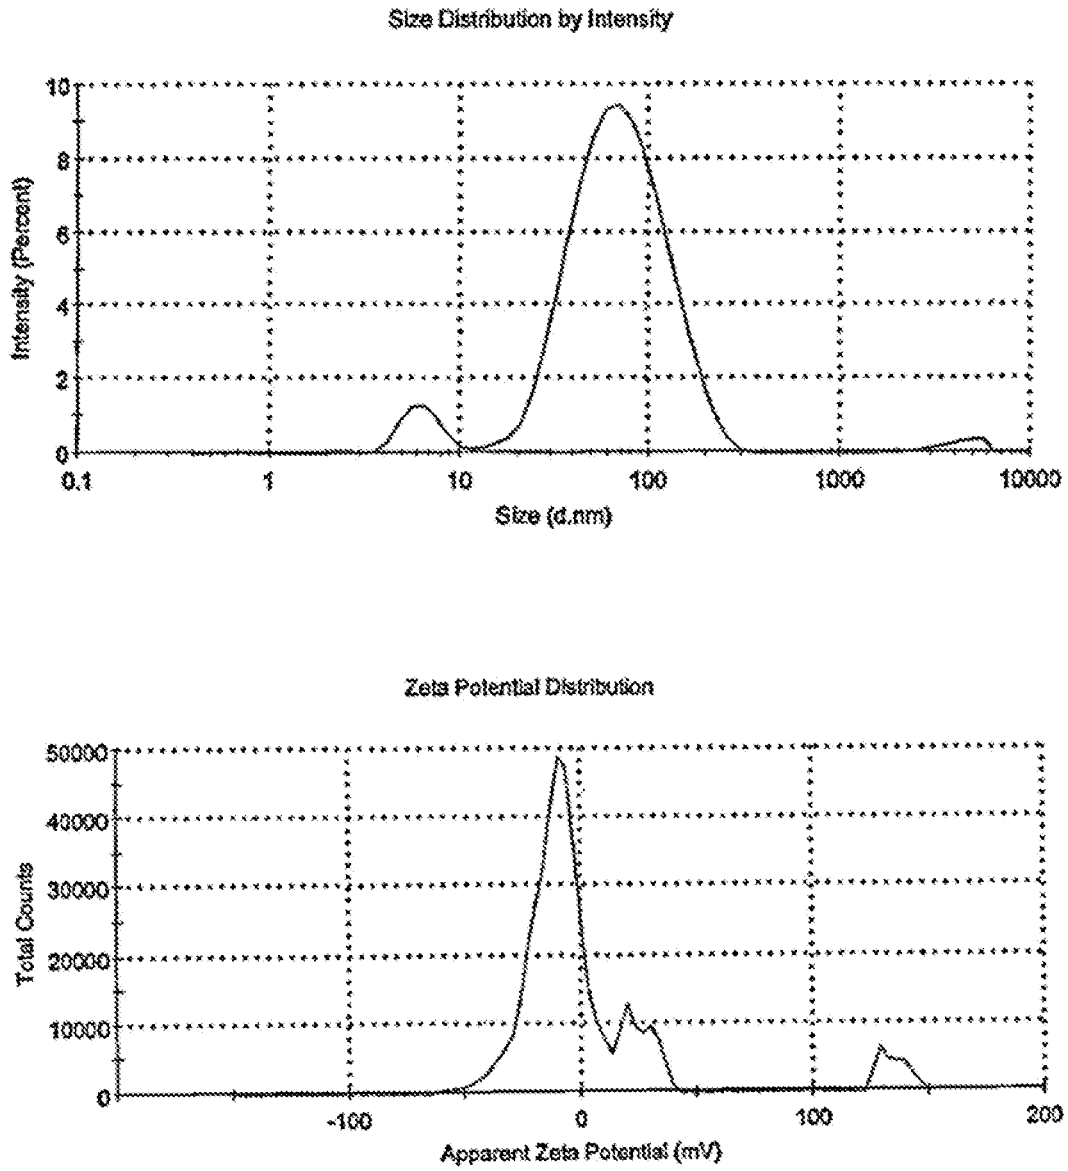 Size Distribution by Intensity
10
8
6
4
2
0
Intensity (Percent)
0.1 1 10 100 1000 10000
Size (d.nm)
Zeta Potential Distribution
50000
40000
30000
20000
10000
0
Total Counts
-100 0 100 200
Apparent Zeta Potential (mV)